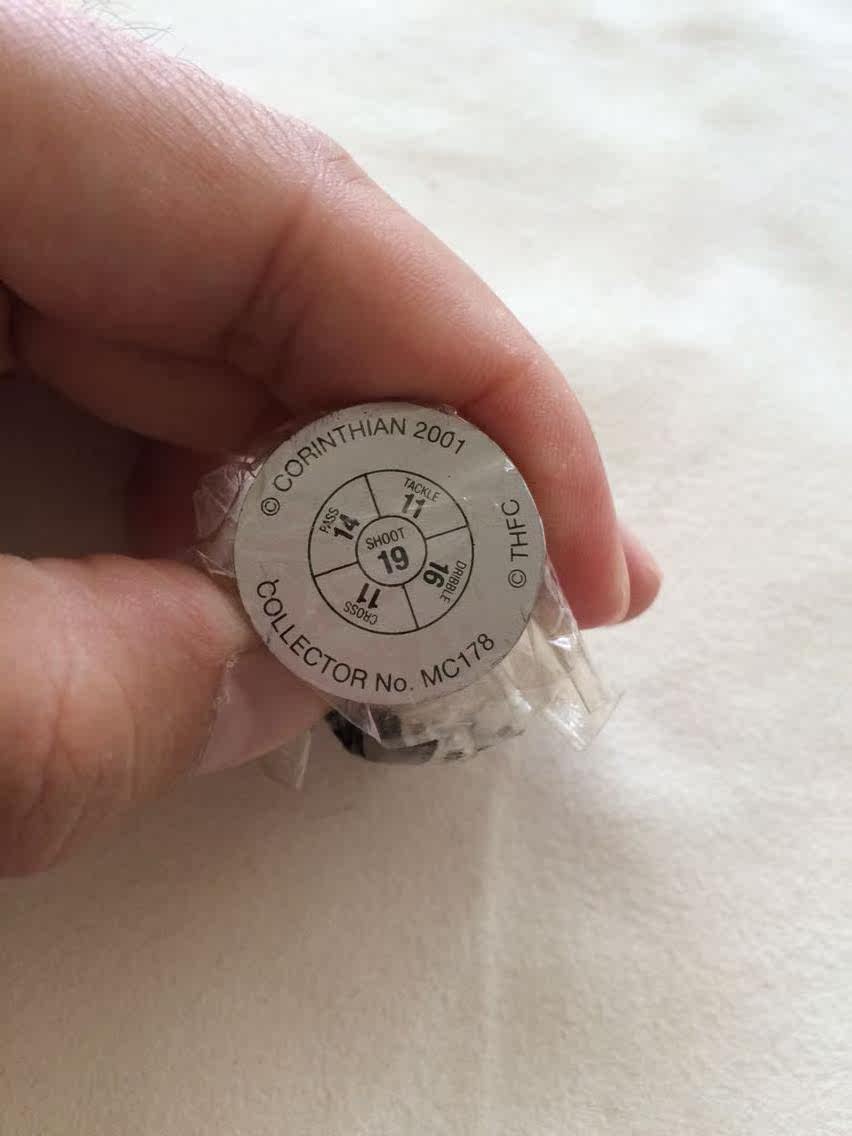 © CORINTHIAN 2001
TACKLE
11
PASS
14
SHOOT
19
DRIBBLE
16
CROSS
11
© THFC
COLLECTOR No. MC178